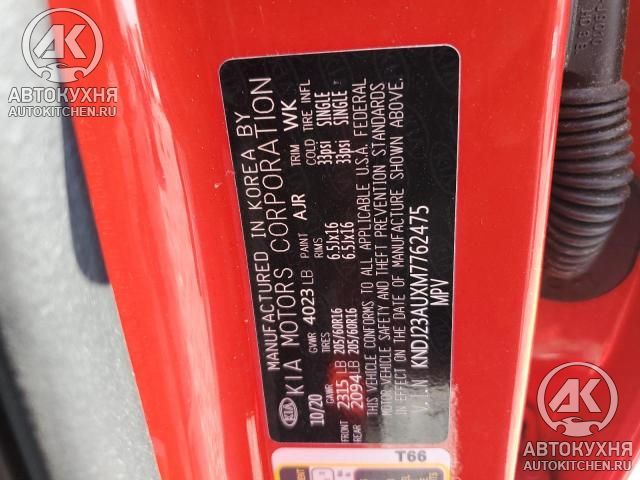 MANUFACTURED IN KOREA BY
KIA KIA MOTORS CORPORATION
10/20 GVWR 4023 LB PAINT AJR TRIM WK
GAWR TIRES RIMS COLD TIRE INFL
FRONT 2315 LB 205/60R16 6.5Jx16 33psi SINGLE
REAR 2094 LB 205/60R16 6.5Jx16 33psi SINGLE
THIS VEHICLE CONFORMS TO ALL APPLICABLE U.S.A. FEDERAL
MOTOR VEHICLE SAFETY AND THEFT PREVENTION STANDARDS
IN EFFECT ON THE DATE OF MANUFACTURE SHOWN ABOVE.
V.I.N KNDJ23AUXM7762475
MPV
T66
АК
АВТОКУХНЯ
AUTOKITCHEN.RU
АК
АВТОКУХНЯ
AUTOKITCHEN.RU